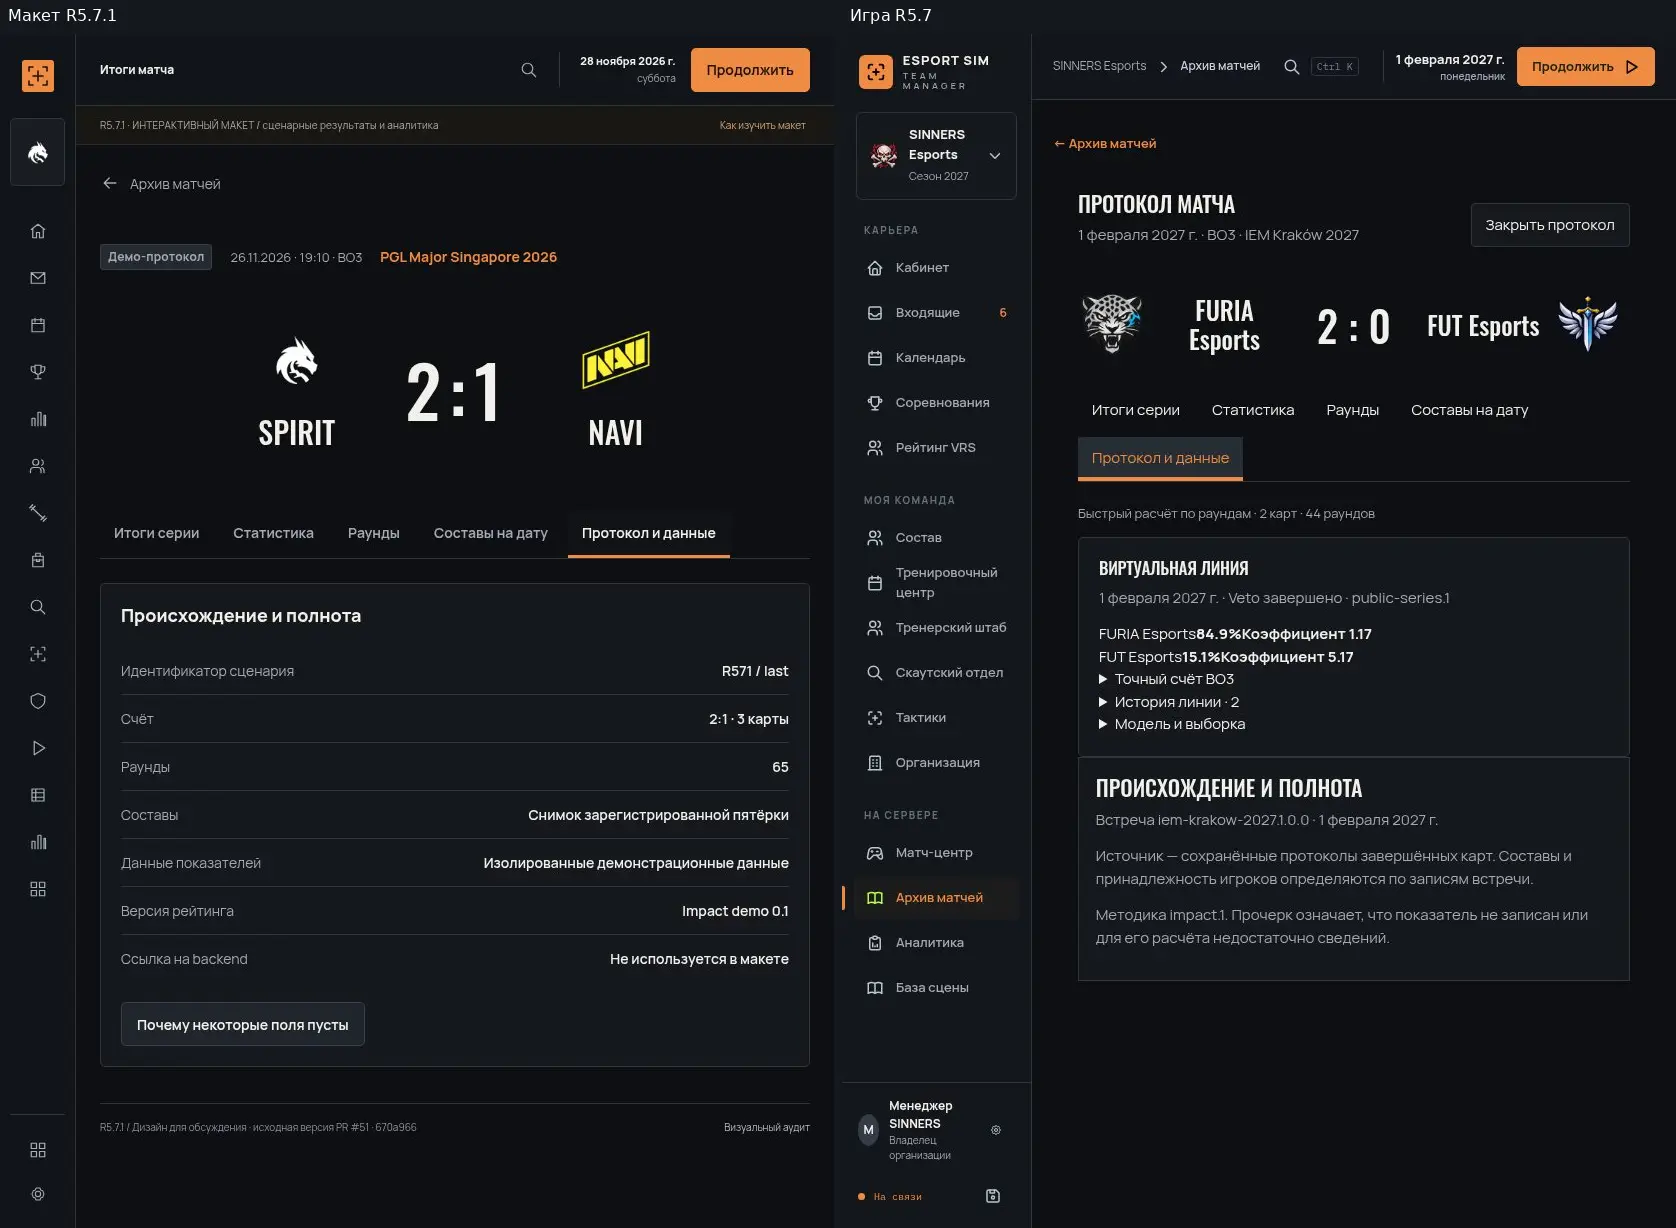 Макет R5.7.1
Итоги матча
28 ноября 2026 г.
суббота
Продолжить
R5.7.1 · ИНТЕРАКТИВНЫЙ МАКЕТ / сценарные результаты и аналитика
Как изучить макет
← Архив матчей
Демо-протокол
26.11.2026 · 19:10 · BO3
PGL Major Singapore 2026
2:1
NAVI
SPIRIT
NAVI
Итоги серии
Статистика
Раунды
Составы на дату
Протокол и данные
Происхождение и полнота
Идентификатор сценария
R571 / last
Счёт
2:1 · 3 карты
Раунды
65
Составы
Снимок зарегистрированной пятёрки
Данные показателей
Изолированные демонстрационные данные
Версия рейтинга
Impact demo 0.1
Ссылка на backend
Не используется в макете
Почему некоторые поля пусты
R5.7.1 / Дизайн для обсуждения · исходная версия PR #51 · 670a966
Визуальный аудит
Игра R5.7
ESPORT SIM
TEAM
MANAGER
SINNERS
Esports
Сезон 2027
КАРЬЕРА
Кабинет
Входящие
6
Календарь
Соревнования
Рейтинг VRS
МОЯ КОМАНДА
Состав
Тренировочный
центр
Тренерский штаб
Скаутский отдел
Тактики
Организация
НА СЕРВЕРЕ
Матч-центр
Архив матчей
Аналитика
База сцены
M
Менеджер
SINNERS
Владелец
организации
На связи
SINNERS Esports
Архив матчей
Ctrl K
1 февраля 2027 г.
понедельник
Продолжить
← Архив матчей
ПРОТОКОЛ МАТЧА
1 февраля 2027 г. · BO3 · IEM Kraków 2027
Закрыть протокол
FURIA
Esports
2 : 0
FUT Esports
Итоги серии
Статистика
Раунды
Составы на дату
Протокол и данные
Быстрый расчёт по раундам · 2 карт · 44 раундов
ВИРТУАЛЬНАЯ ЛИНИЯ
1 февраля 2027 г. · Veto завершено · public-series.1
FURIA Esports84.9%Коэффициент 1.17
FUT Esports15.1%Коэффициент 5.17
Точный счёт BO3
История линии · 2
Модель и выборка
ПРОИСХОЖДЕНИЕ И ПОЛНОТА
Встреча iem-krakow-2027.1.0.0 · 1 февраля 2027 г.
Источник — сохранённые протоколы завершённых карт. Составы и
принадлежность игроков определяются по записям встречи.
Методика impact.1. Прочерк означает, что показатель не записан или
для его расчёта недостаточно сведений.